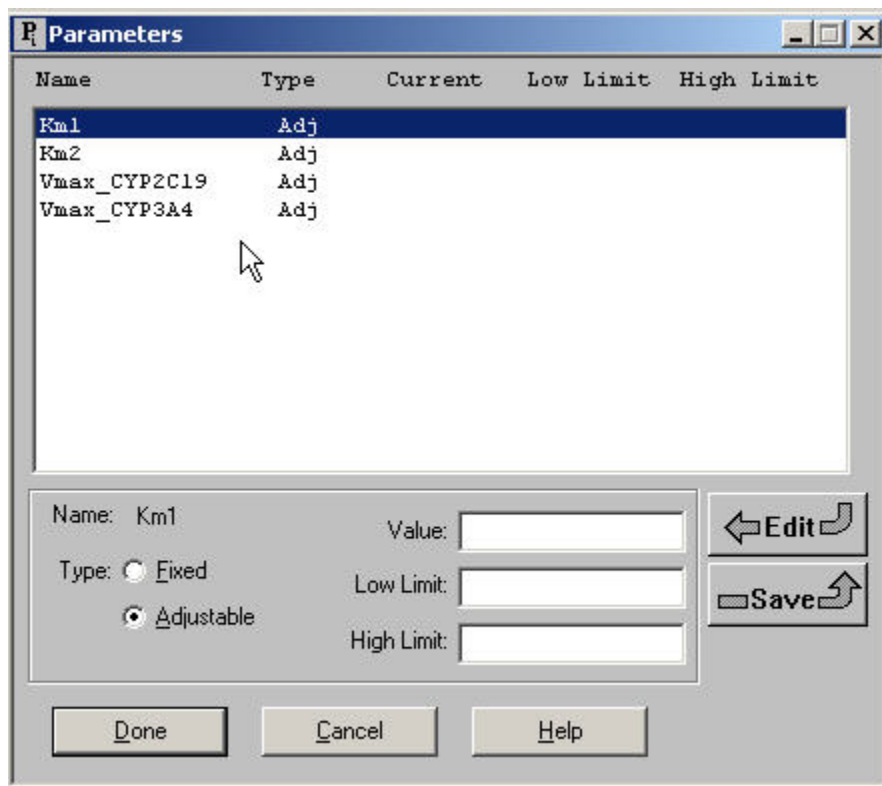 Parameters
Name Type Current Low Limit High Limit
Km1 Adj
Km2 Adj
Vmax_CYP2C19 Adj
Vmax_CYP3A4 Adj
Name: Km1
Value:
Edit
Type: Fixed
Low Limit:
Save
Adjustable
High Limit:
Done Cancel Help